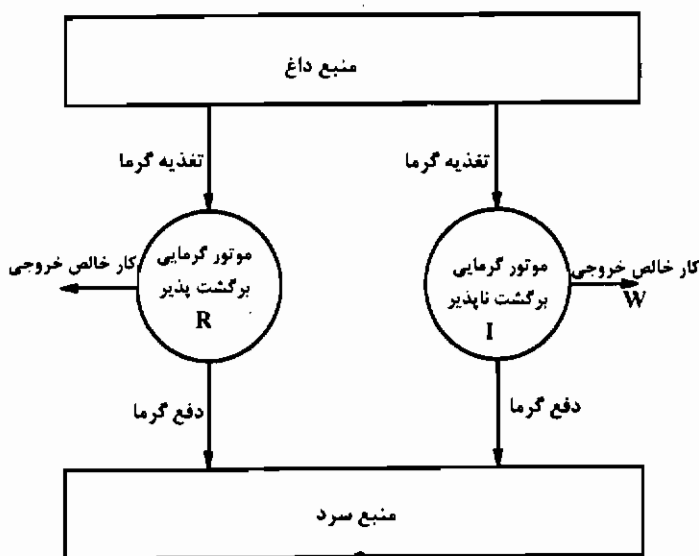 منبع داغ
تغذیه گرما
تغذیه گرما
موتور گرمایی
برگشت ناپذیر
I
کار خالص خروجی
W
موتور گرمایی
برگشت پذیر
R
کار خالص خروجی
دفع گرما
دفع گرما
منبع سرد